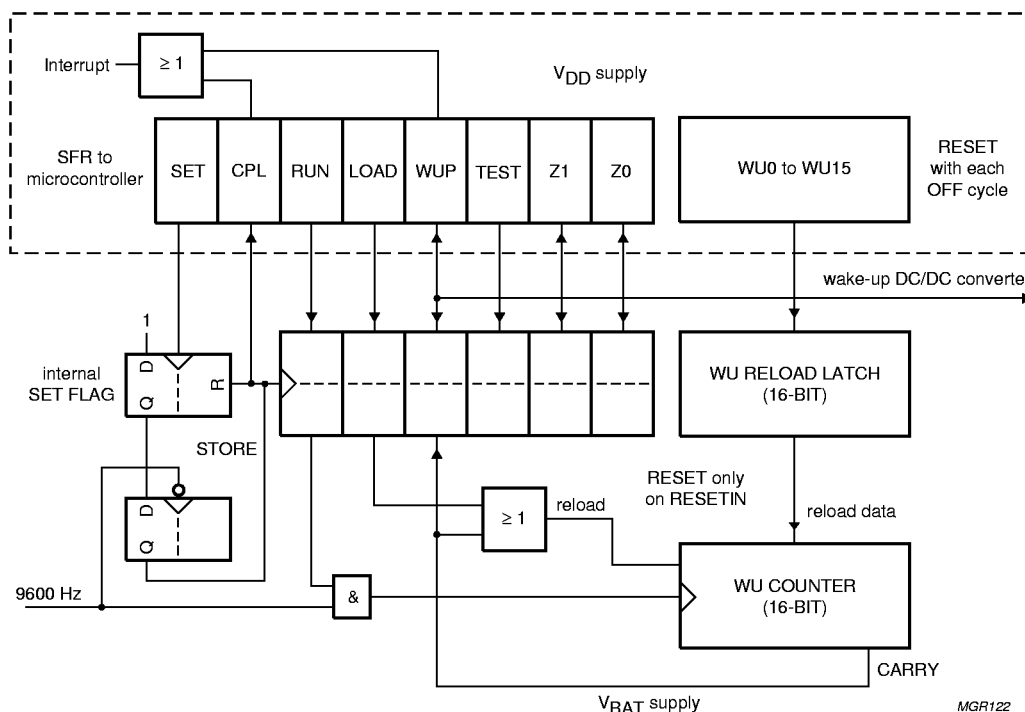 Interrupt
≥ 1
VDD supply
SFR to
microcontroller
SET
CPL
RUN
LOAD
WUP
TEST
Z1
Z0
WU0 to WU15
RESET
with each
OFF cycle
wake-up DC/DC converte
1
internal
SET FLAG
D
Q
R
WU RELOAD LATCH
(16-BIT)
STORE
RESET only
on RESETIN
D
Q
≥ 1
reload
reload data
9600 Hz
&
WU COUNTER
(16-BIT)
CARRY
VBAT supply
MGR122